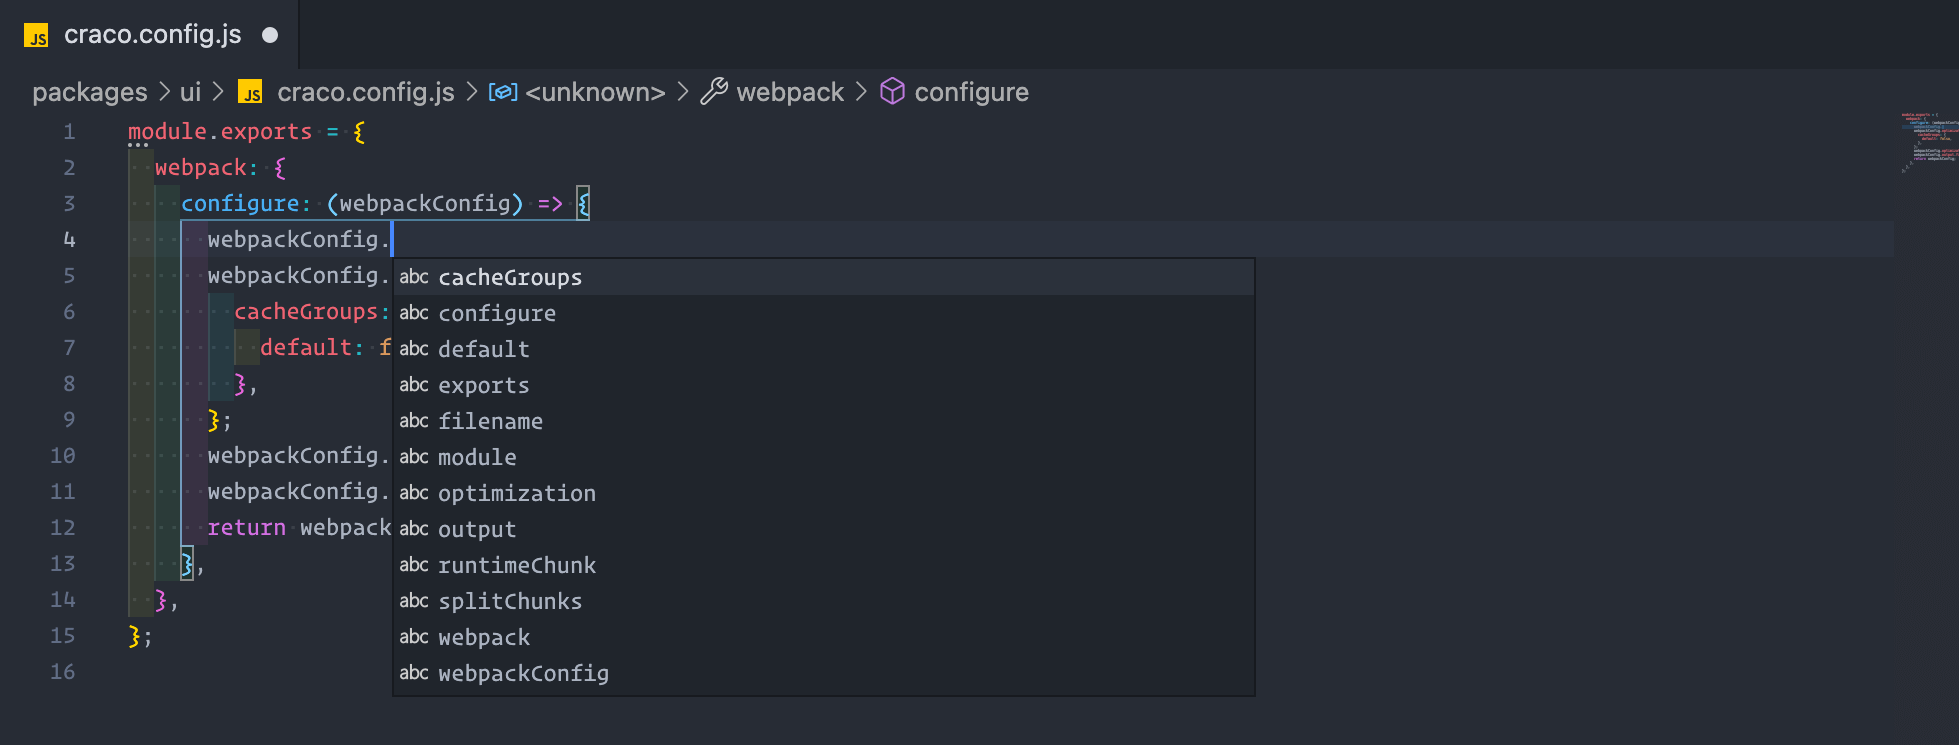 JS craco.config.js
packages > ui > JS craco.config.js > <unknown> > webpack > configure
1 module.exports = {
2 webpack: {
3 configure: (webpackConfig) => {
4 webpackConfig.
5 webpackConfig.
6 cacheGroups:
7 default: f
8 },
9 };
10 webpackConfig.
11 webpackConfig.
12 return webpack
13 },
14 },
15 };
16
abc cacheGroups
abc configure
abc default
abc exports
abc filename
abc module
abc optimization
abc output
abc runtimeChunk
abc splitChunks
abc webpack
abc webpackConfig